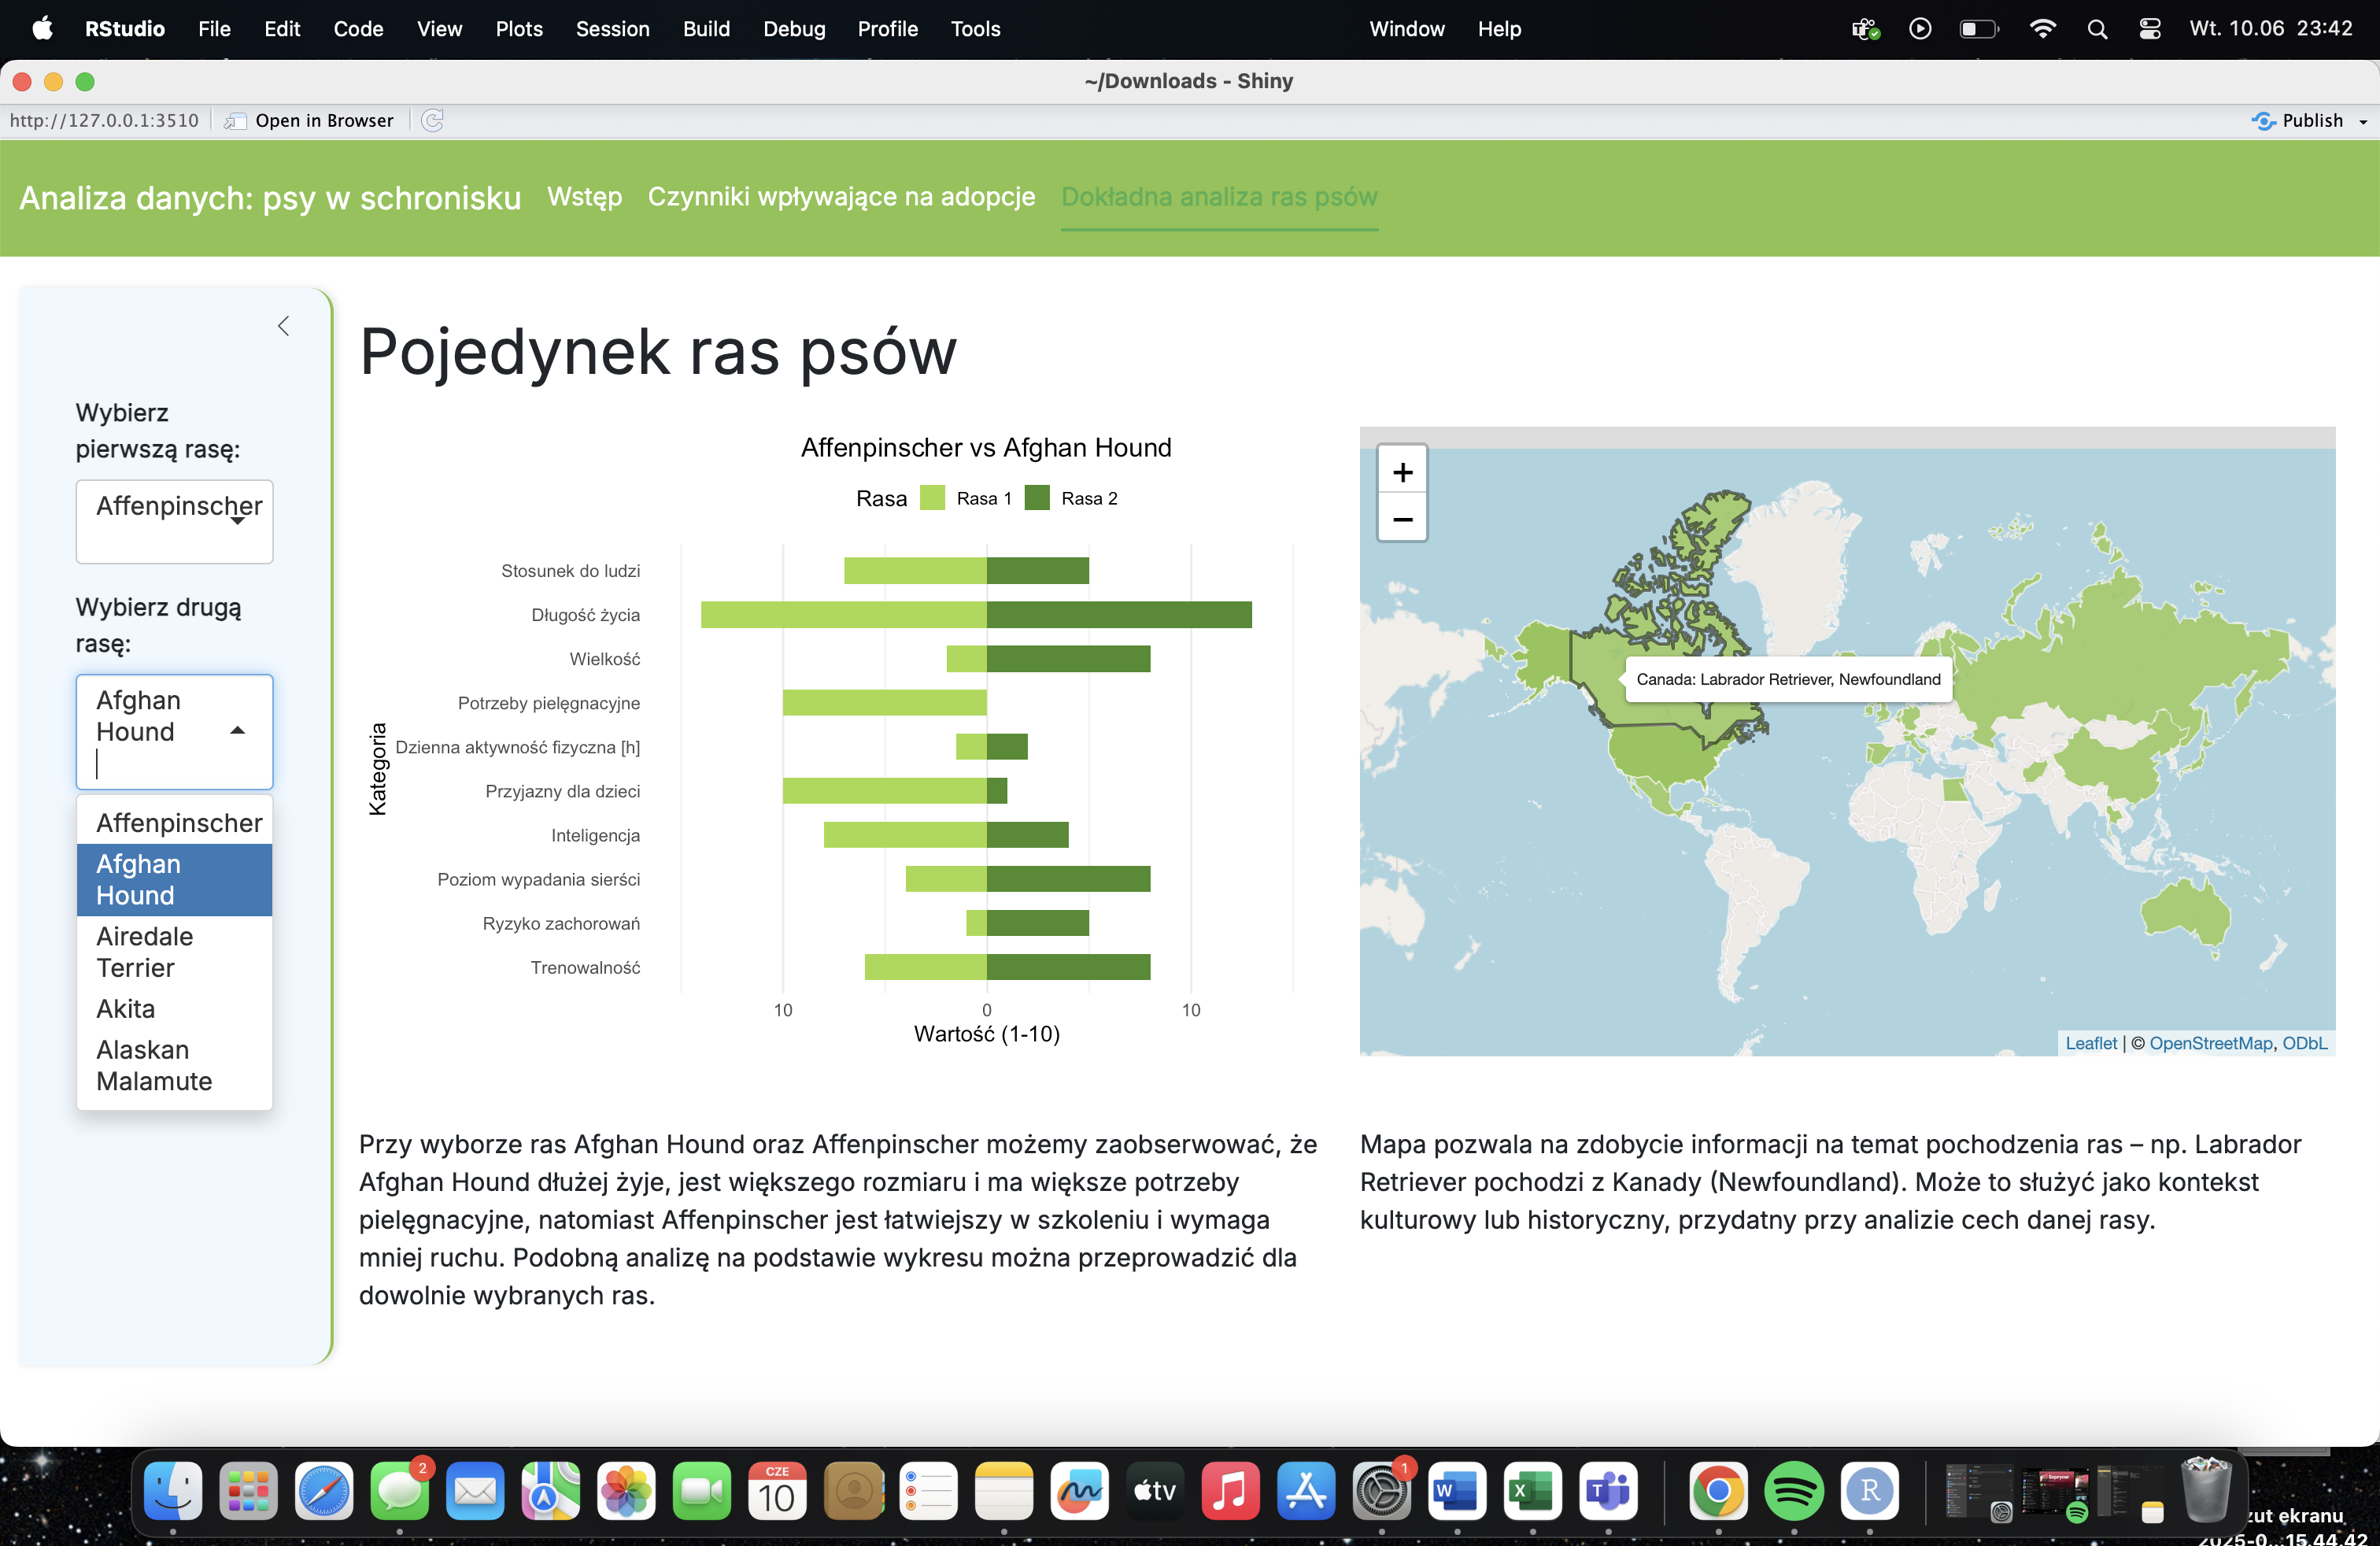 RStudio File Edit Code View Plots Session Build Debug Profile Tools Window Help Wt. 10.06 23:42
~/Downloads - Shiny
http://127.0.0.1:3510 Open in Browser Publish
Analiza danych: psy w schronisku Wstęp Czynniki wpływające na adopcje Dokładna analiza ras psów
Wybierz
pierwszą rasę:
Affenpinscher
Wybierz drugą
rasę:
Afghan
Hound
Affenpinscher
Afghan
Hound
Airedale
Terrier
Akita
Alaskan
Malamute
Pojedynek ras psów
Affenpinscher vs Afghan Hound
Rasa Rasa 1 Rasa 2
Kategoria
Stosunek do ludzi
Długość życia
Wielkość
Potrzeby pielęgnacyjne
Dzienna aktywność fizyczna [h]
Przyjazny dla dzieci
Inteligencja
Poziom wypadania sierści
Ryzyko zachorowań
Trenowalność
10 0 10
Wartość (1-10)
+
−
Canada: Labrador Retriever, Newfoundland
Leaflet | © OpenStreetMap, ODbL
Przy wyborze ras Afghan Hound oraz Affenpinscher możemy zaobserwować, że
Afghan Hound dłużej żyje, jest większego rozmiaru i ma większe potrzeby
pielęgnacyjne, natomiast Affenpinscher jest łatwiejszy w szkoleniu i wymaga
mniej ruchu. Podobną analizę na podstawie wykresu można przeprowadzić dla
dowolnie wybranych ras.
Mapa pozwala na zdobycie informacji na temat pochodzenia ras – np. Labrador
Retriever pochodzi z Kanady (Newfoundland). Może to służyć jako kontekst
kulturowy lub historyczny, przydatny przy analizie cech danej rasy.
2
CZE
10
tv
1
W
X
T
R
zut ekranu
2025-0...15.44.42